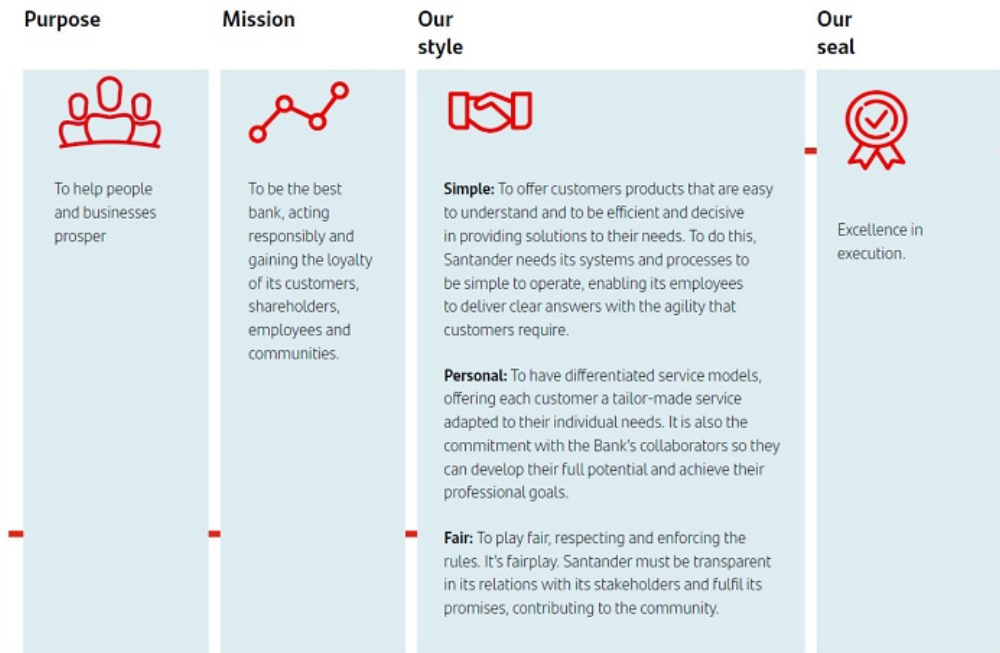 Purpose
To help people
and businesses
prosper
Mission
To be the best
bank, acting
responsibly and
gaining the loyalty
of its customers,
shareholders,
employees and
communities.
Our
style
Simple: To offer customers products that are easy
to understand and to be efficient and decisive
in providing solutions to their needs. To do this,
Santander needs its systems and processes to
be simple to operate, enabling its employees
to deliver clear answers with the agility that
customers require.
Personal: To have differentiated service models,
offering each customer a tailor-made service
adapted to their individual needs. It is also the
commitment with the Bank's collaborators so they
can develop their full potential and achieve their
professional goals.
Fair: To play fair, respecting and enforcing the
rules. It's fairplay. Santander must be transparent
in its relations with its stakeholders and fulfil its
promises, contributing to the community.
Our
seal
Excellence in
execution.